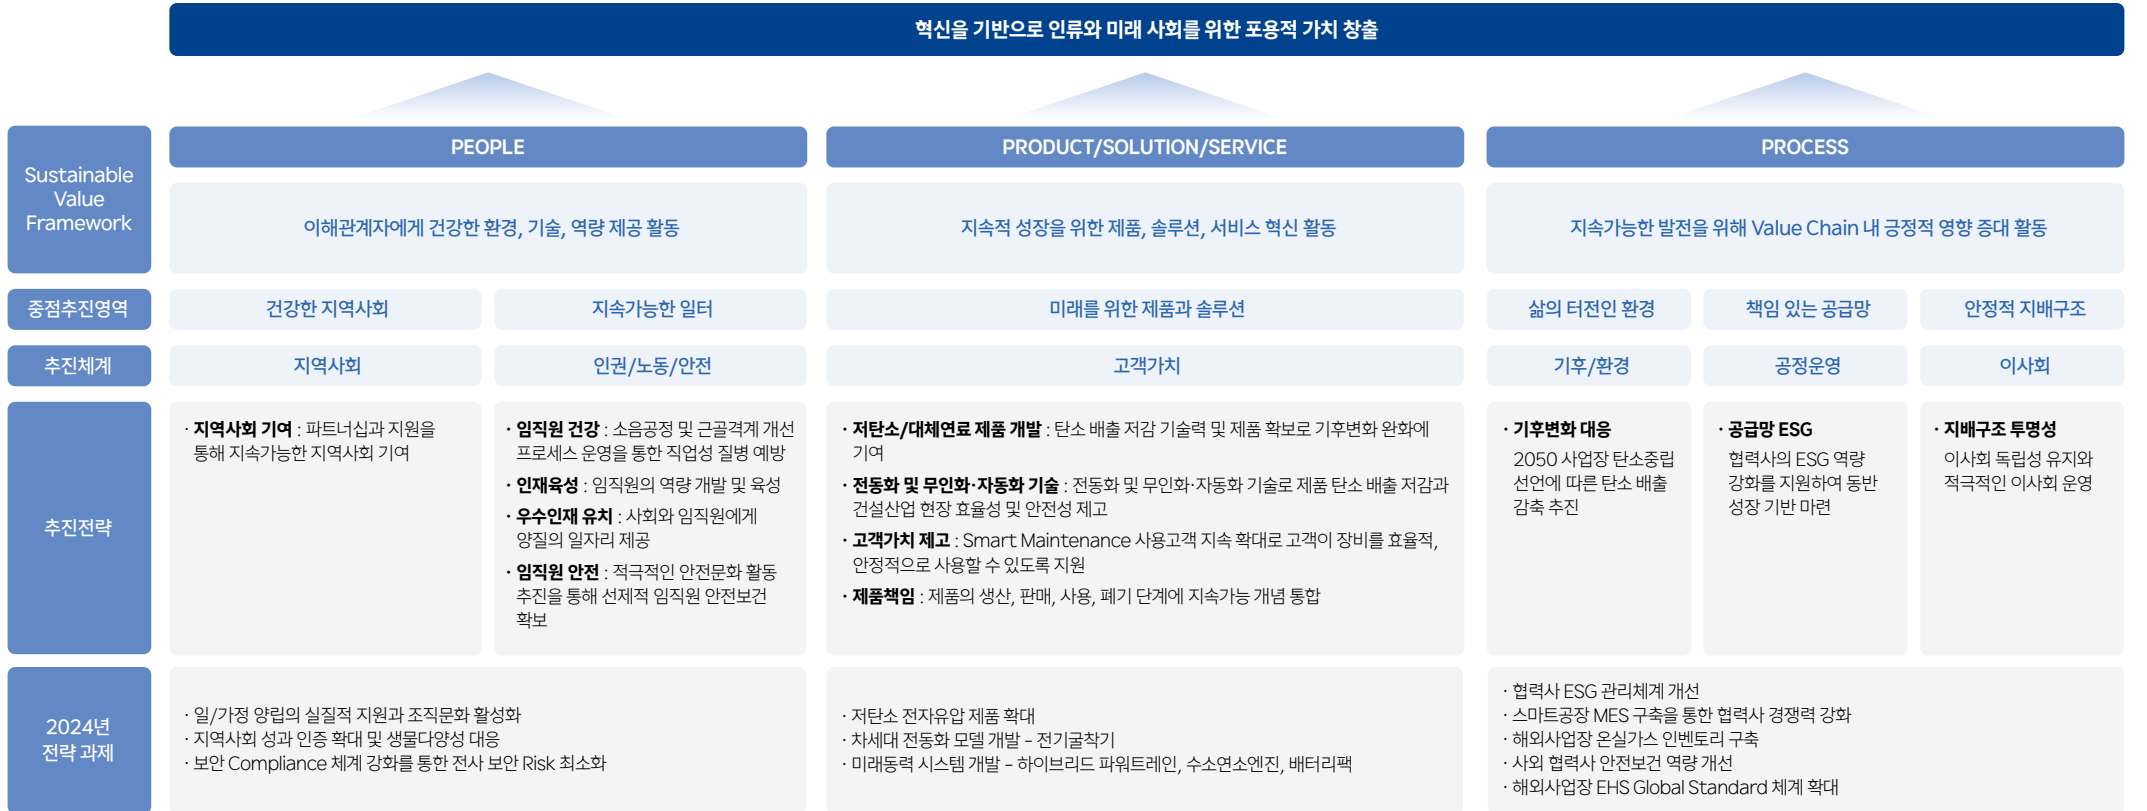 혁신을 기반으로 인류와 미래 사회를 위한 포용적 가치 창출
Sustainable
Value
Framework
PEOPLE
PRODUCT/SOLUTION/SERVICE
PROCESS
이해관계자에게 건강한 환경, 기술, 역량 제공 활동
지속적 성장을 위한 제품, 솔루션, 서비스 혁신 활동
지속가능한 발전을 위해 Value Chain 내 긍정적 영향 증대 활동
중점추진영역
건강한 지역사회
지속가능한 일터
미래를 위한 제품과 솔루션
삶의 터전인 환경
책임 있는 공급망
안정적 지배구조
추진체계
지역사회
인권/노동/안전
고객가치
기후/환경
공정운영
이사회
추진전략
· 지역사회 기여 : 파트너십과 지원을
통해 지속가능한 지역사회 기여
· 임직원 건강 : 소음공정 및 근골격계 개선
프로세스 운영을 통한 직업성 질병 예방
· 인재육성 : 임직원의 역량 개발 및 육성
· 우수인재 유치 : 사회와 임직원에게
양질의 일자리 제공
· 임직원 안전 : 적극적인 안전문화 활동
추진을 통해 선제적 임직원 안전보건
확보
· 저탄소/대체연료 제품 개발 : 탄소 배출 저감 기술력 및 제품 확보로 기후변화 완화에
기여
· 전동화 및 무인화·자동화 기술 : 전동화 및 무인화·자동화 기술로 제품 탄소 배출 저감과
건설산업 현장 효율성 및 안전성 제고
· 고객가치 제고 : Smart Maintenance 사용고객 지속 확대로 고객이 장비를 효율적,
안정적으로 사용할 수 있도록 지원
· 제품책임 : 제품의 생산, 판매, 사용, 폐기 단계에 지속가능 개념 통합
· 기후변화 대응
2050 사업장 탄소중립
선언에 따른 탄소 배출
감축 추진
· 공급망 ESG
협력사의 ESG 역량
강화를 지원하여 동반
성장 기반 마련
· 지배구조 투명성
이사회 독립성 유지와
적극적인 이사회 운영
2024년
전략 과제
· 일/가정 양립의 실질적 지원과 조직문화 활성화
· 지역사회 성과 인증 확대 및 생물다양성 대응
· 보안 Compliance 체계 강화를 통한 전사 보안 Risk 최소화
· 저탄소 전자유압 제품 확대
· 차세대 전동화 모델 개발 – 전기굴착기
· 미래동력 시스템 개발 – 하이브리드 파워트레인, 수소연소엔진, 배터리팩
· 협력사 ESG 관리체계 개선
· 스마트공장 MES 구축을 통한 협력사 경쟁력 강화
· 해외사업장 온실가스 인벤토리 구축
· 사외 협력사 안전보건 역량 개선
· 해외사업장 EHS Global Standard 체계 확대